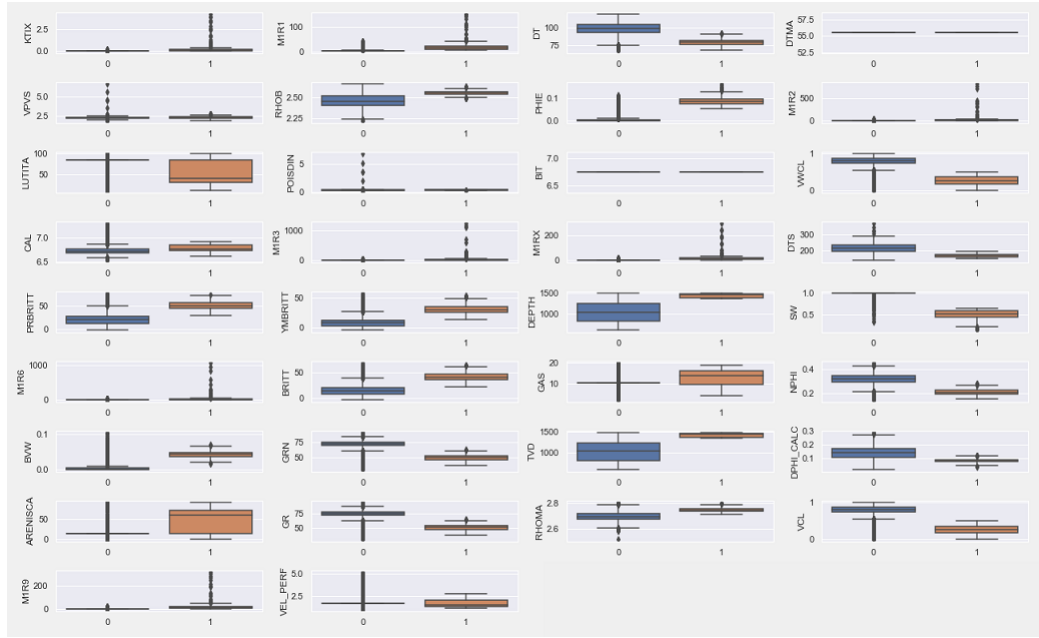 KTIX 2.5 0.0 0 1
M1R1 100 0 0 1
DT 100 75 0 1
DTMA 57.5 55.0 52.5 0 1
VPVS 5.0 2.5 0 1
RHOB 2.50 2.25 0 1
PHIE 0.1 0.0 0 1
M1R2 500 0 0 1
LUTITA 100 50 0 1
POISDIN 5 0 0 1
BIT 7.0 6.5 0 1
VWCL 1 0 0 1
CAL 7.0 6.5 0 1
M1R3 1000 0 0 1
M1RX 200 0 0 1
DTS 300 200 0 1
PRBRITT 50 0 0 1
YMBRITT 50 0 0 1
DEPTH 1500 1000 0 1
SW 1.0 0.5 0 1
M1R6 1000 0 0 1
BRITT 50 0 0 1
GAS 20 10 0 1
NPHI 0.4 0.2 0 1
BVW 0.1 0.0 0 1
GRN 75 50 0 1
TVD 1500 1000 0 1
DPHI_CALC 0.3 0.2 0.1 0 1
ARENISCA 50 0 0 1
GR 75 50 0 1
RHOMA 2.8 2.6 0 1
VCL 1 0 0 1
M1R9 200 0 0 1
VEL_PERF 5.0 2.5 0 1